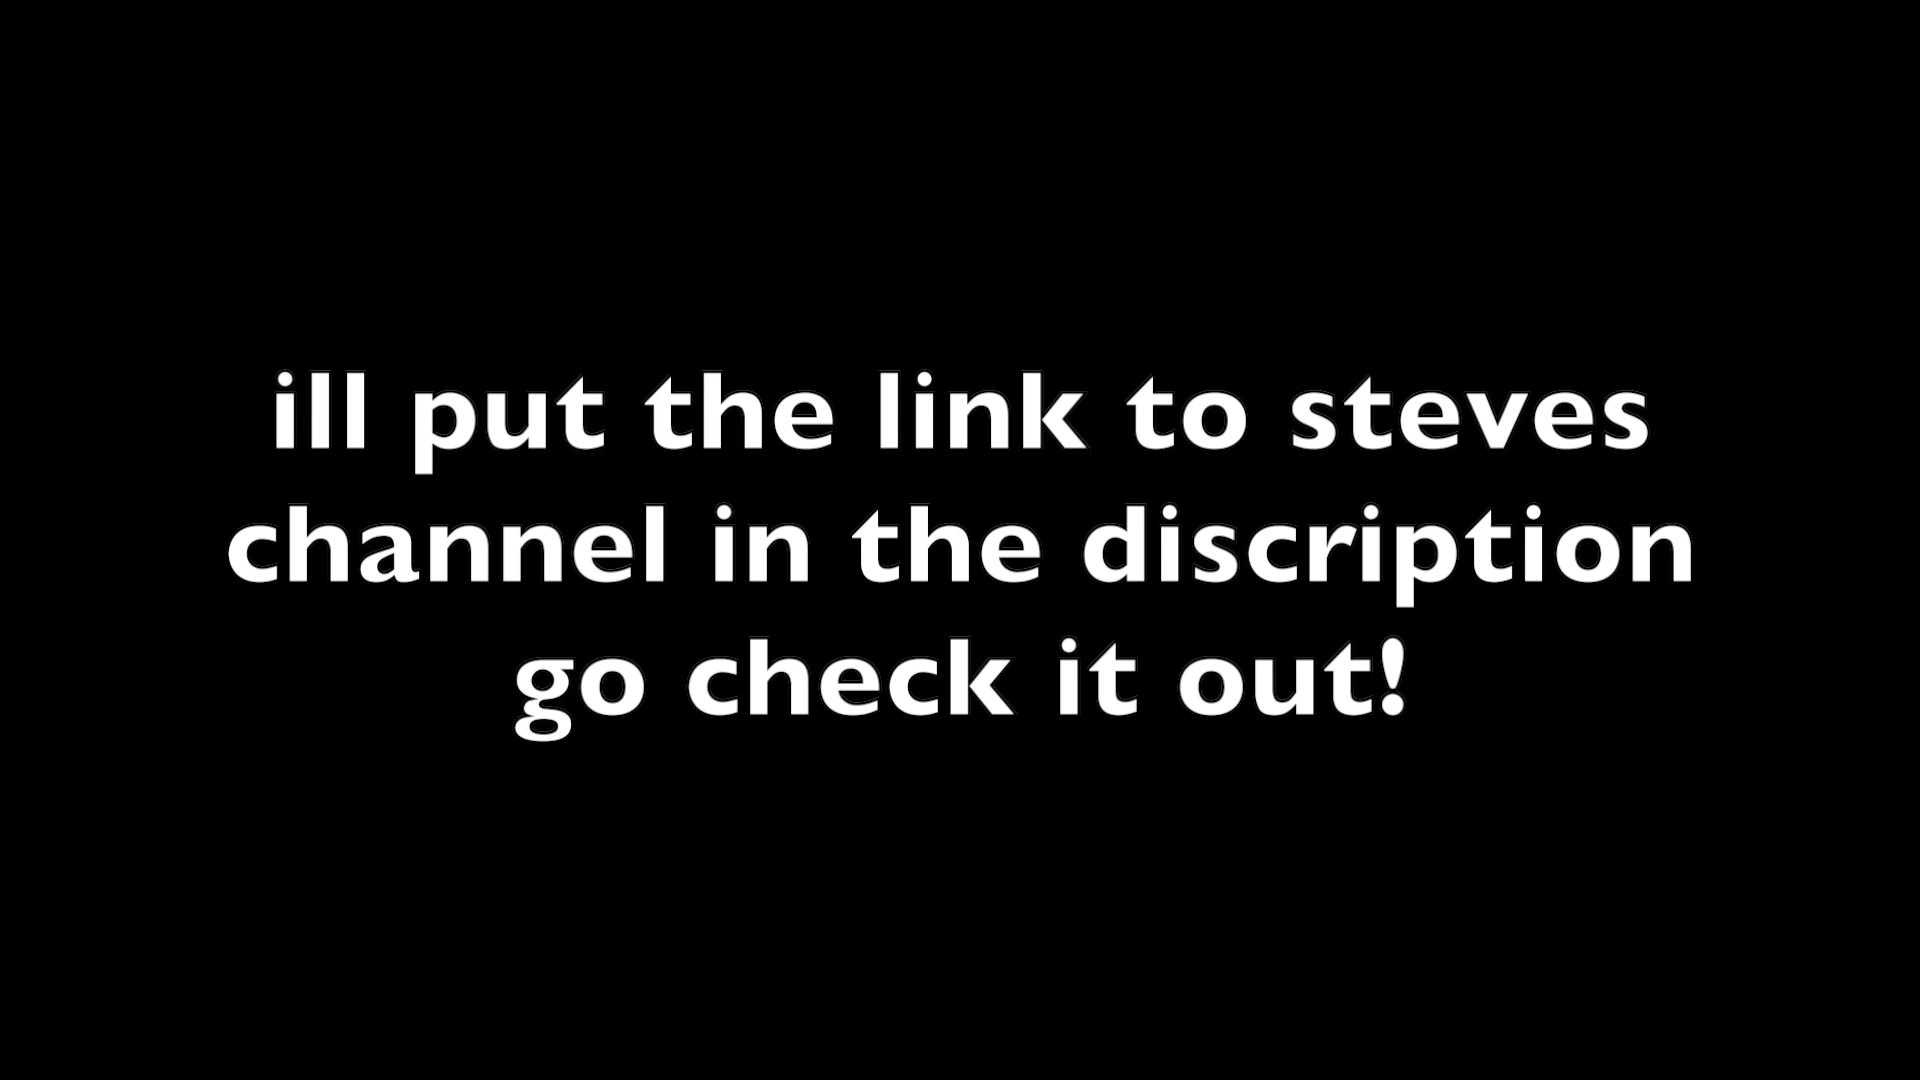 ill put the link to steves
channel in the discription
go check it out!